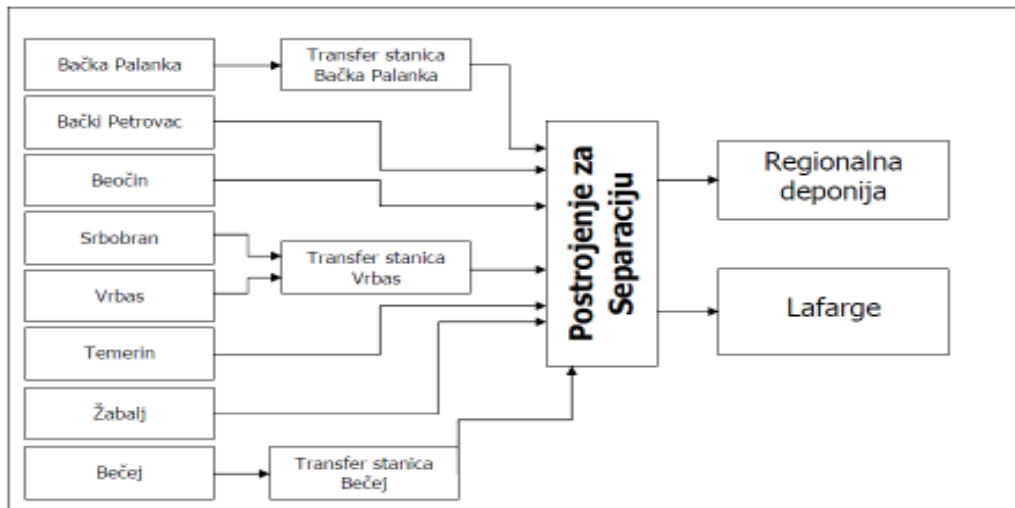 Bačka Palanka
Transfer stanica
Bačka Palanka
Bački Petrovac
Beočin
Srbobran
Transfer stanica
Vrbas
Vrbas
Temerin
Žabalj
Bečej
Transfer stanica
Bečej
Postrojenje za
Separaciju
Regionalna
deponija
Lafarge